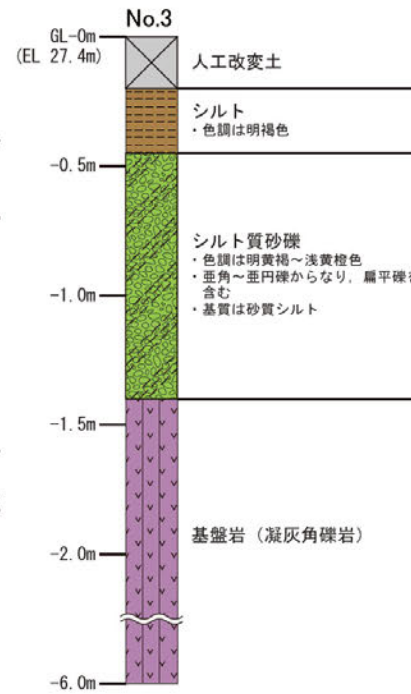 No.3
GL-0m
(EL 27.4m)
人工改変土
シルト
・色調は明褐色
-0.5m
シルト質砂礫
・色調は明黄褐～浅黄橙色
・亜角～亜円礫からなり，扁平礫を
含む
・基質は砂質シルト
-1.0m
-1.5m
基盤岩（凝灰角礫岩）
-2.0m
-6.0m